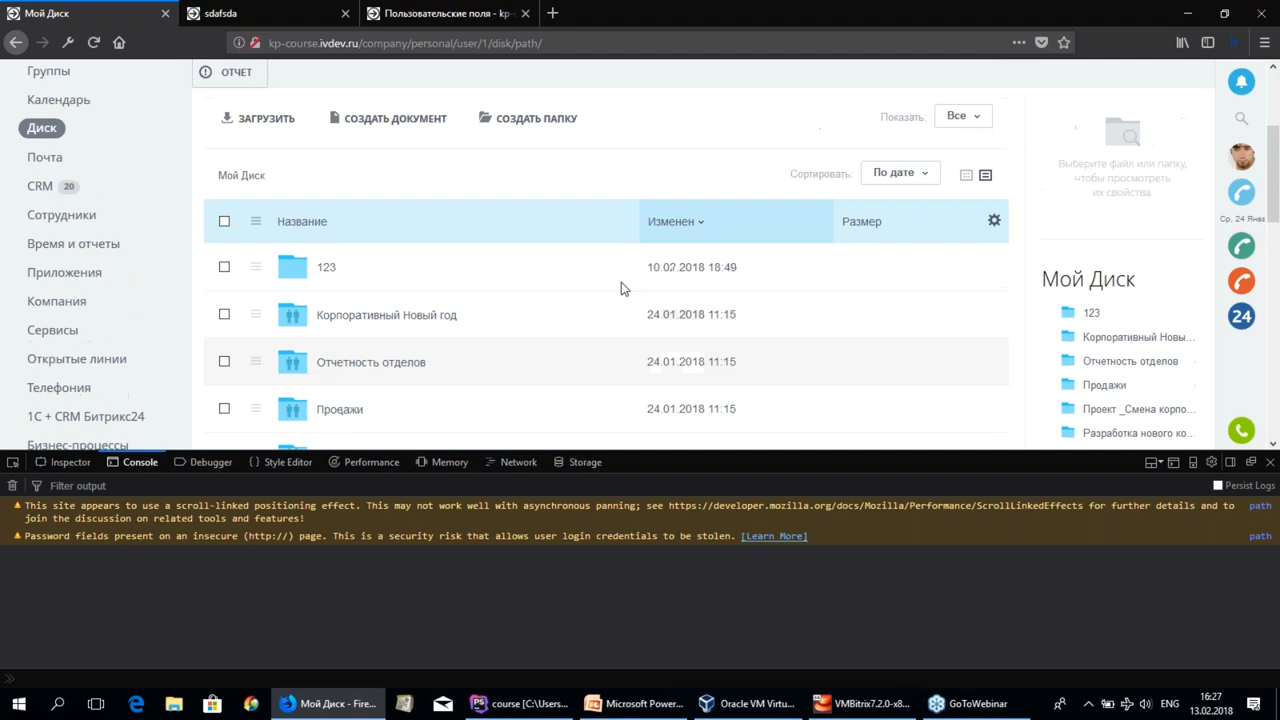 Мой Диск
sdafsda
Пользовательские поля - kp-c
kp-course.ivdev.ru/company/personal/user/1/disk/path/
Группы
Календарь
Диск
Почта
CRM 20
Сотрудники
Время и отчеты
Приложения
Компания
Сервисы
Открытые линии
Телефония
1С + CRM Битрикс24
Бизнес-процессы
ОТЧЕТ
ЗАГРУЗИТЬ
СОЗДАТЬ ДОКУМЕНТ
СОЗДАТЬ ПАПКУ
Показать: Все
Мой Диск
Сортировать: По дате
Название Изменен Размер
123 10.02.2018 18:49
Корпоративный Новый год 24.01.2018 11:15
Отчетность отделов 24.01.2018 11:15
Продажи 24.01.2018 11:15
Выберите файл или папку,
чтобы просмотреть
их свойства.
Мой Диск
123
Корпоративный Новы...
Отчетность отделов
Продажи
Проект _Смена корпо...
Разработка нового ко...
Ср, 24 Янва
24
Inspector Console Debugger Style Editor Performance Memory Network Storage
Filter output Persist Logs
This site appears to use a scroll-linked positioning effect. This may not work well with asynchronous panning; see https://developer.mozilla.org/docs/Mozilla/Performance/ScrollLinkedEffects for further details and to path
join the discussion on related tools and features!
Password fields present on an insecure (http://) page. This is a security risk that allows user login credentials to be stolen. [Learn More] path
Мой Диск - Fire...
course [C:\Users...
Microsoft Power...
Oracle VM Virtu...
VMBitrix7.2.0-x8...
GoToWebinar
ENG
16:27
13.02.2018